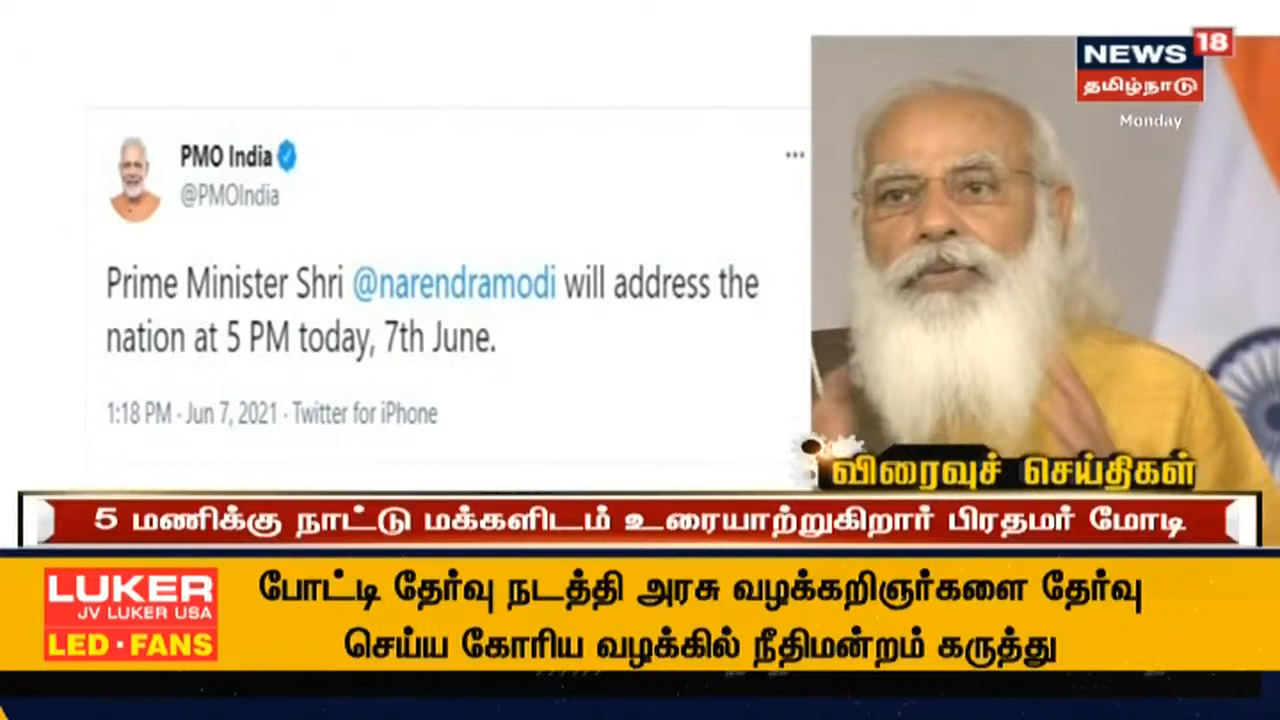 NEWS 18
தமிழ்நாடு
Monday
PMO India
@PMOIndia
Prime Minister Shri @narendramodi will address the
nation at 5 PM today, 7th June.
1:18 PM · Jun 7, 2021 · Twitter for iPhone
விரைவுச் செய்திகள்
5 மணிக்கு நாட்டு மக்களிடம் உரையாற்றுகிறார் பிரதமர் மோடி
LUKER
JV LUKER USA
LED · FANS
போட்டி தேர்வு நடத்தி அரசு வழக்கறிஞர்களை தேர்வு
செய்ய கோரிய வழக்கில் நீதிமன்றம் கருத்து